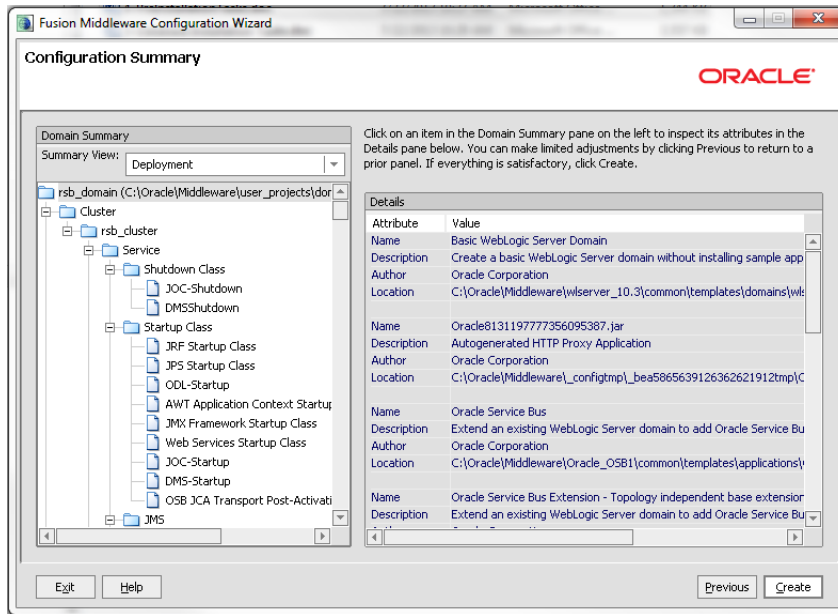 Fusion Middleware Configuration Wizard
Configuration Summary
ORACLE
Domain Summary
Summary View:
Deployment
rsb_domain (C:\Oracle\Middleware\user_projects\dor
Cluster
rsb_cluster
Service
Shutdown Class
JOC-Shutdown
DMSShutdown
Startup Class
JRF Startup Class
JPS Startup Class
ODL-Startup
AWT Application Context Startup
JMX Framework Startup Class
Web Services Startup Class
JOC-Startup
DMS-Startup
OSB JCA Transport Post-Activati
JMS
Click on an item in the Domain Summary pane on the left to inspect its attributes in the
Details pane below. You can make limited adjustments by clicking Previous to return to a
prior panel. If everything is satisfactory, click Create.
Details
Attribute Value
Name Basic WebLogic Server Domain
Description Create a basic WebLogic Server domain without installing sample app
Author Oracle Corporation
Location C:\Oracle\Middleware\wlserver_10.3\common\templates\domains\wls
Name Oracle8131197777356095387.jar
Description Autogenerated HTTP Proxy Application
Author Oracle Corporation
Location C:\Oracle\Middleware\_configtmp\_bea5865639126362621912tmp\O
Name Oracle Service Bus
Description Extend an existing WebLogic Server domain to add Oracle Service Bu
Author Oracle Corporation
Location C:\Oracle\Middleware\Oracle_OSB1\common\templates\applications\
Name Oracle Service Bus Extension - Topology independent base extension
Description Extend an existing WebLogic Server domain to add Oracle Service Bu
Exit Help Previous Create